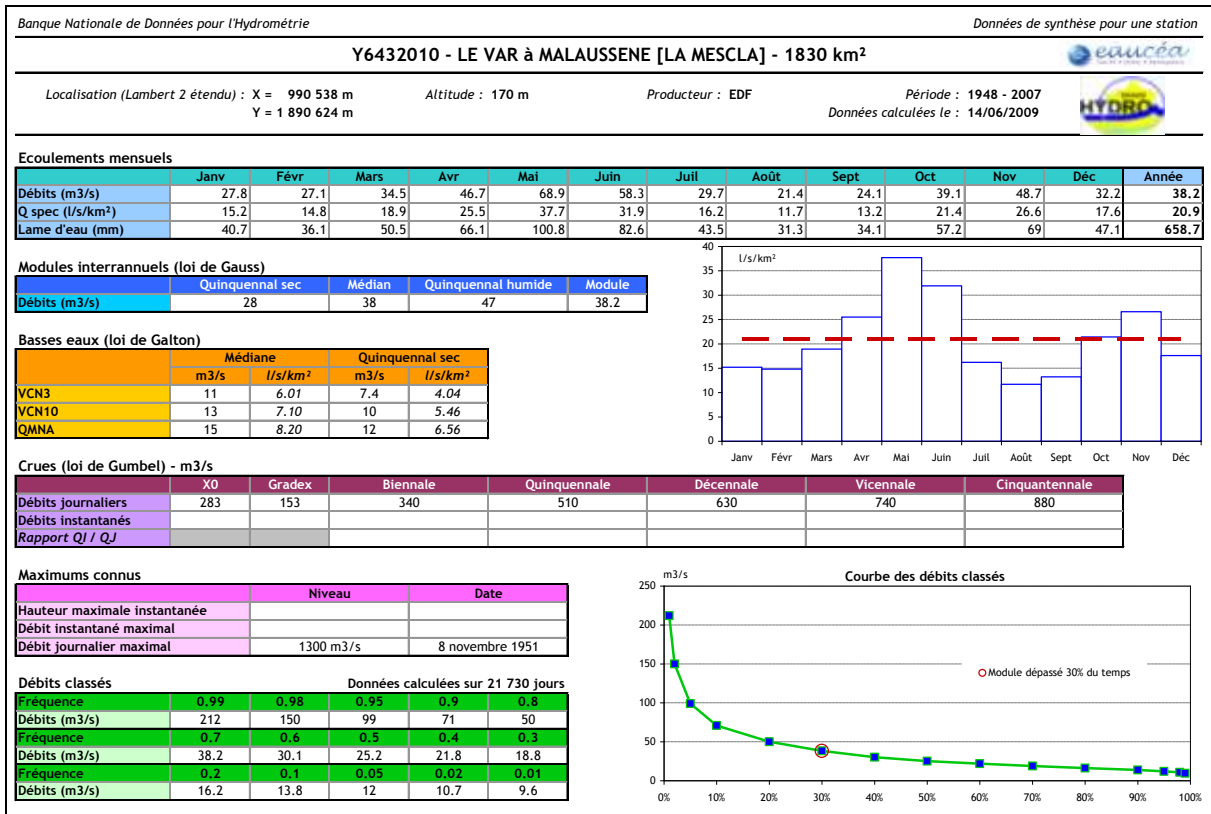 Banque Nationale de Données pour l'Hydrométrie Données de synthèse pour une station
Y6432010 - LE VAR à MALAUSSENE [LA MESCLA] - 1830 km²
eaucéa
Localisation (Lambert 2 étendu) : X = 990 538 m Altitude : 170 m Producteur : EDF Période : 1948 - 2007
Y = 1 890 624 m Données calculées le : 14/06/2009
HYDRO
Ecoulements mensuels
Janv Févr Mars Avr Mai Juin Juil Août Sept Oct Nov Déc Année
Débits (m3/s) 27.8 27.1 34.5 46.7 68.9 58.3 29.7 21.4 24.1 39.1 48.7 32.2 38.2
Q spec (l/s/km²) 15.2 14.8 18.9 25.5 37.7 31.9 16.2 11.7 13.2 21.4 26.6 17.6 20.9
Lame d'eau (mm) 40.7 36.1 50.5 66.1 100.8 82.6 43.5 31.3 34.1 57.2 69 47.1 658.7
Modules interrannuels (loi de Gauss)
Quinquennal sec Médian Quinquennal humide Module
Débits (m3/s) 28 38 47 38.2
Basses eaux (loi de Galton)
Médiane Quinquennal sec
m3/s l/s/km² m3/s l/s/km²
VCN3 11 6.01 7.4 4.04
VCN10 13 7.10 10 5.46
QMNA 15 8.20 12 6.56
l/s/km²
40
35
30
25
20
15
10
5
0
Janv Févr Mars Avr Mai Juin Juil Août Sept Oct Nov Déc
Crues (loi de Gumbel) - m3/s
X0 Gradex Biennale Quinquennale Décennale Vicennale Cinquantennale
Débits journaliers 283 153 340 510 630 740 880
Débits instantanés
Rapport QI / QJ
Maximums connus
Niveau Date
Hauteur maximale instantanée
Débit instantané maximal
Débit journalier maximal 1300 m3/s 8 novembre 1951
Débits classés Données calculées sur 21 730 jours
Fréquence 0.99 0.98 0.95 0.9 0.8
Débits (m3/s) 212 150 99 71 50
Fréquence 0.7 0.6 0.5 0.4 0.3
Débits (m3/s) 38.2 30.1 25.2 21.8 18.8
Fréquence 0.2 0.1 0.05 0.02 0.01
Débits (m3/s) 16.2 13.8 12 10.7 9.6
m3/s Courbe des débits classés
250
200
150
100
50
0
Module dépassé 30% du temps
0% 10% 20% 30% 40% 50% 60% 70% 80% 90% 100%